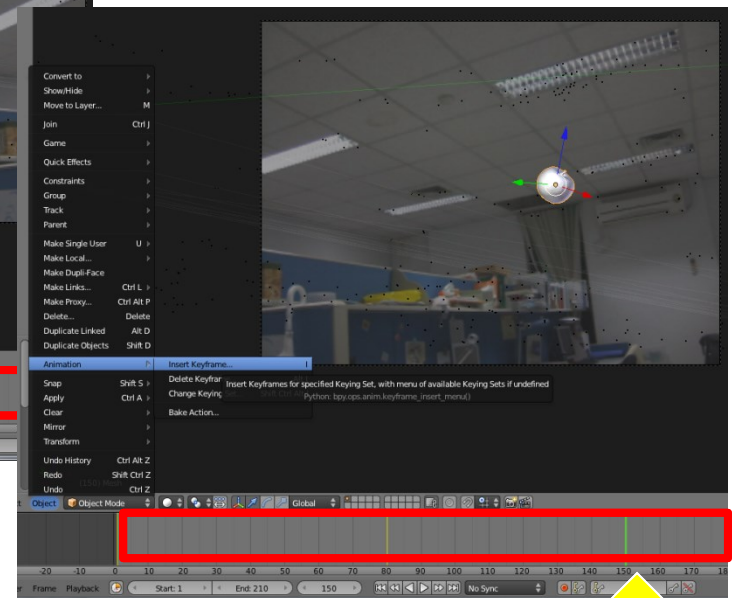 Convert to
Show/Hide
Move to Layer... M
Join Ctrl J
Game
Quick Effects
Constraints
Group
Track
Parent
Make Single User U
Make Local...
Make Dupli-Face
Make Links... Ctrl L
Make Proxy... Ctrl Alt P
Delete... Delete
Duplicate Linked Alt D
Duplicate Objects Shift D
Animation Insert Keyframe... I
Delete Keyfram
Insert Keyframes for specified Keying Set, with menu of available Keying Sets if undefined
Snap Shift S
Change Keying
Python: bpy.ops.anim.keyframe_insert_menu()
Apply Ctrl A
Clear Bake Action...
Mirror
Transform
Undo History Ctrl Alt Z
Redo Shift Ctrl Z
Undo Ctrl Z
Object Object Mode Global
-20 -10 0 10 20 30 40 50 60 70 80 90 100 110 120 130 140 150 160 170 18
Frame Playback Start: 1 End: 210 150 No Sync